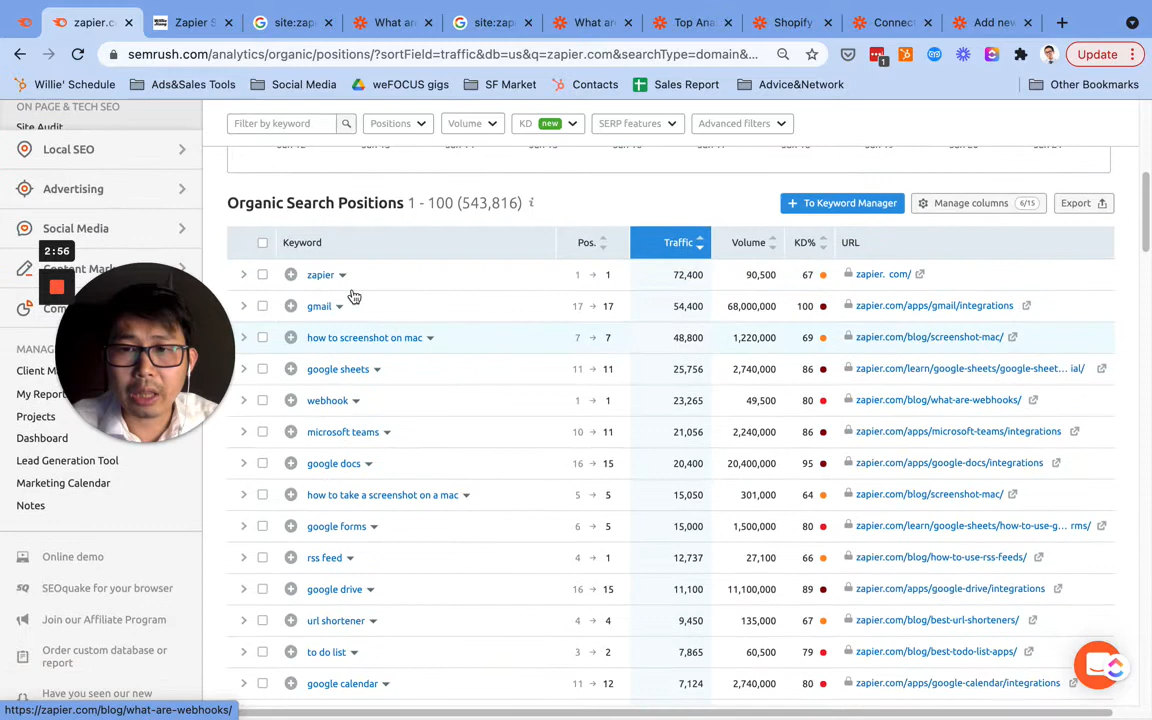 zapier.c
Zapier S
site:zap
What are
site:zap
What are
Top Ana
Shopify
Connect
Add new
semrush.com/analytics/organic/positions/?sortField=traffic&db=us&q=zapier.com&searchType=domain&...
1
Update
Willie' Schedule
Ads&Sales Tools
Social Media
weFOCUS gigs
SF Market
Contacts
Sales Report
Advice&Network
Other Bookmarks
ON PAGE & TECH SEO
Site Audit
Local SEO
Advertising
Social Media
2:56
Content Mark
Com
MANAG
Client M
My Report
Projects
Dashboard
Lead Generation Tool
Marketing Calendar
Notes
Online demo
SEOquake for your browser
Join our Affiliate Program
Order custom database or
report
Have you seen our new
https://zapier.com/blog/what-are-webhooks/
Filter by keyword
Positions
Volume
KD new
SERP features
Advanced filters
Organic Search Positions 1 - 100 (543,816) i
+ To Keyword Manager
Manage columns 6/15
Export
Keyword Pos. Traffic Volume KD% URL
zapier 1 → 1 72,400 90,500 67 zapier. com/
gmail 17 → 17 54,400 68,000,000 100 zapier.com/apps/gmail/integrations
how to screenshot on mac 7 → 7 48,800 1,220,000 69 zapier.com/blog/screenshot-mac/
google sheets 11 → 11 25,756 2,740,000 86 zapier.com/learn/google-sheets/google-sheet... ial/
webhook 1 → 1 23,265 49,500 80 zapier.com/blog/what-are-webhooks/
microsoft teams 10 → 11 21,056 2,240,000 86 zapier.com/apps/microsoft-teams/integrations
google docs 16 → 15 20,400 20,400,000 95 zapier.com/apps/google-docs/integrations
how to take a screenshot on a mac 5 → 5 15,050 301,000 64 zapier.com/blog/screenshot-mac/
google forms 6 → 5 15,000 1,500,000 80 zapier.com/learn/google-sheets/how-to-use-g... rms/
rss feed 4 → 1 12,737 27,100 66 zapier.com/blog/how-to-use-rss-feeds/
google drive 16 → 15 11,100 11,100,000 89 zapier.com/apps/google-drive/integrations
url shortener 4 → 4 9,450 135,000 67 zapier.com/blog/best-url-shorteners/
to do list 3 → 2 7,865 60,500 79 zapier.com/blog/best-todo-list-apps/
google calendar 11 → 12 7,124 2,740,000 80 zapier.com/apps/google-calendar/integrations